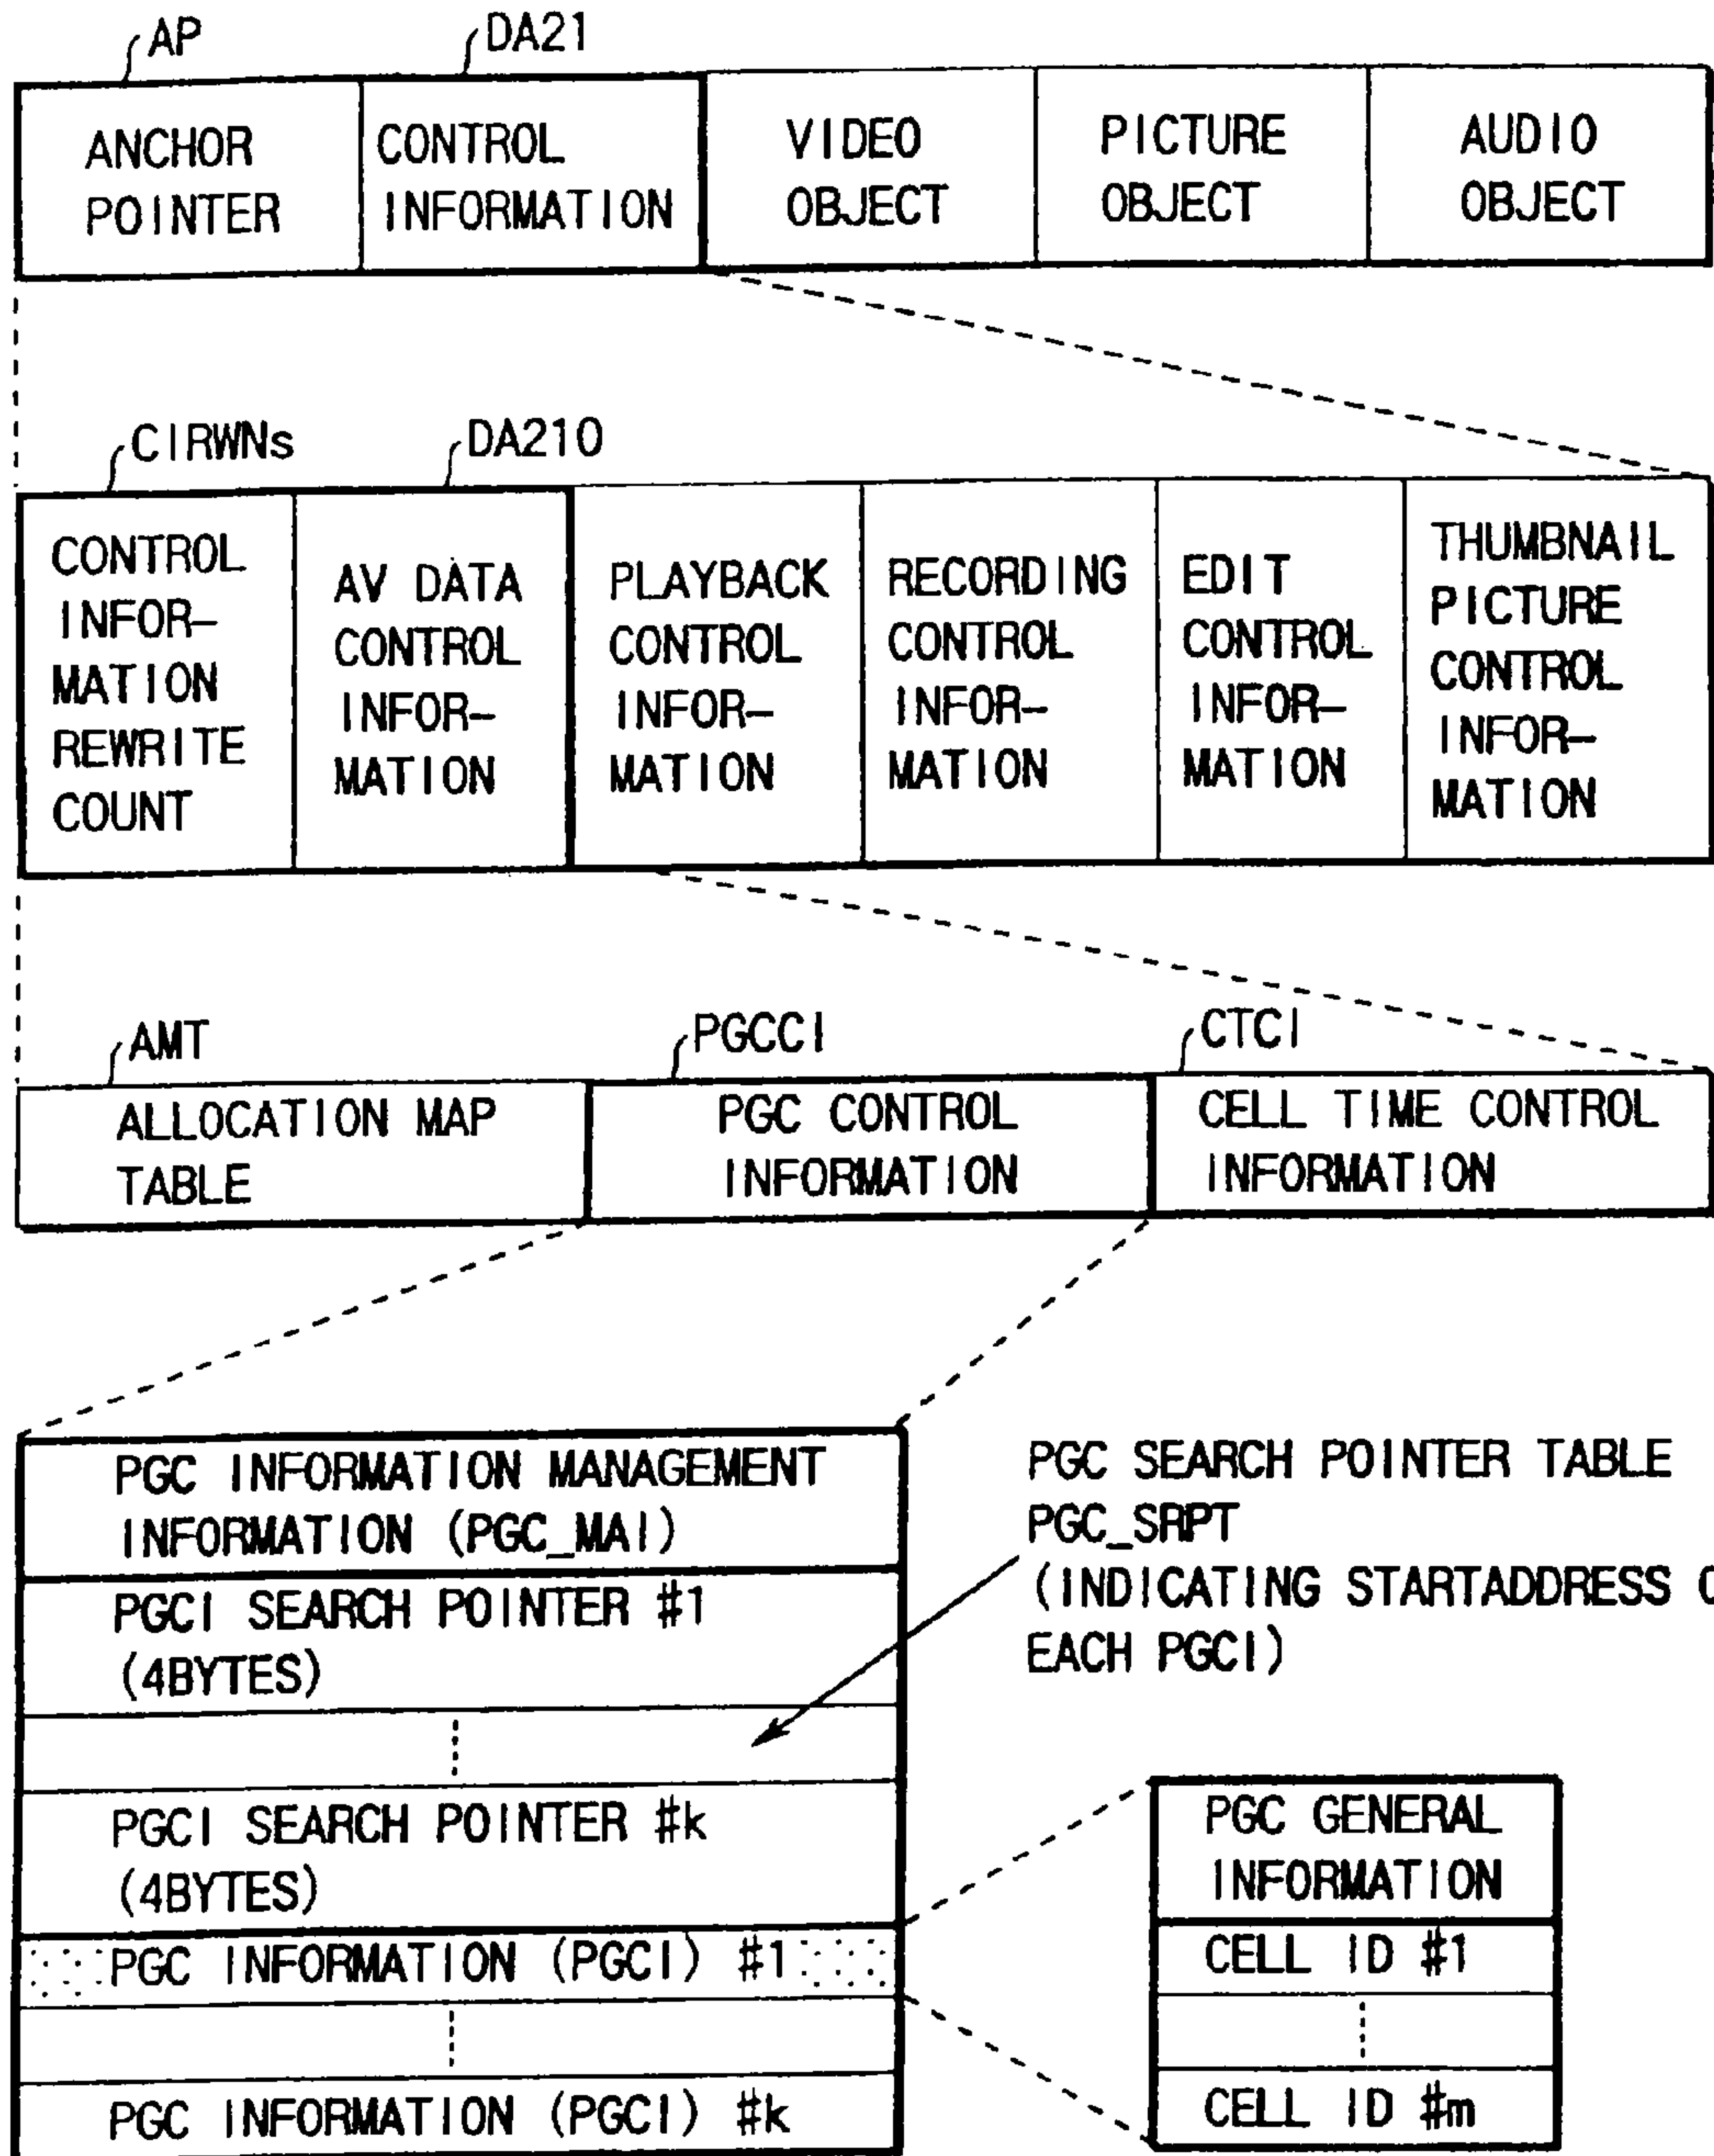 AP
DA21
ANCHOR
POINTER
CONTROL
INFORMATION
VIDEO
OBJECT
PICTURE
OBJECT
AUDIO
OBJECT
CIRWNs
DA210
CONTROL
INFOR-
MATION
REWRITE
COUNT
AV DATA
CONTROL
INFOR-
MATION
PLAYBACK
CONTROL
INFOR-
MATION
RECORDING
CONTROL
INFOR-
MATION
EDIT
CONTROL
INFOR-
MATION
THUMBNAIL
PICTURE
CONTROL
INFOR-
MATION
AMT
PGCCI
CTCI
ALLOCATION MAP
TABLE
PGC CONTROL
INFORMATION
CELL TIME CONTROL
INFORMATION
PGC INFORMATION MANAGEMENT
INFORMATION (PGC_MAI)
PGCI SEARCH POINTER #1
(4BYTES)
PGCI SEARCH POINTER #k
(4BYTES)
PGC INFORMATION (PGCI) #1
PGC INFORMATION (PGCI) #k
PGC SEARCH POINTER TABLE
PGC_SRPT
(INDICATING STARTADDRESS
EACH PGCI)
PGC GENERAL
INFORMATION
CELL ID #1
CELL ID #m